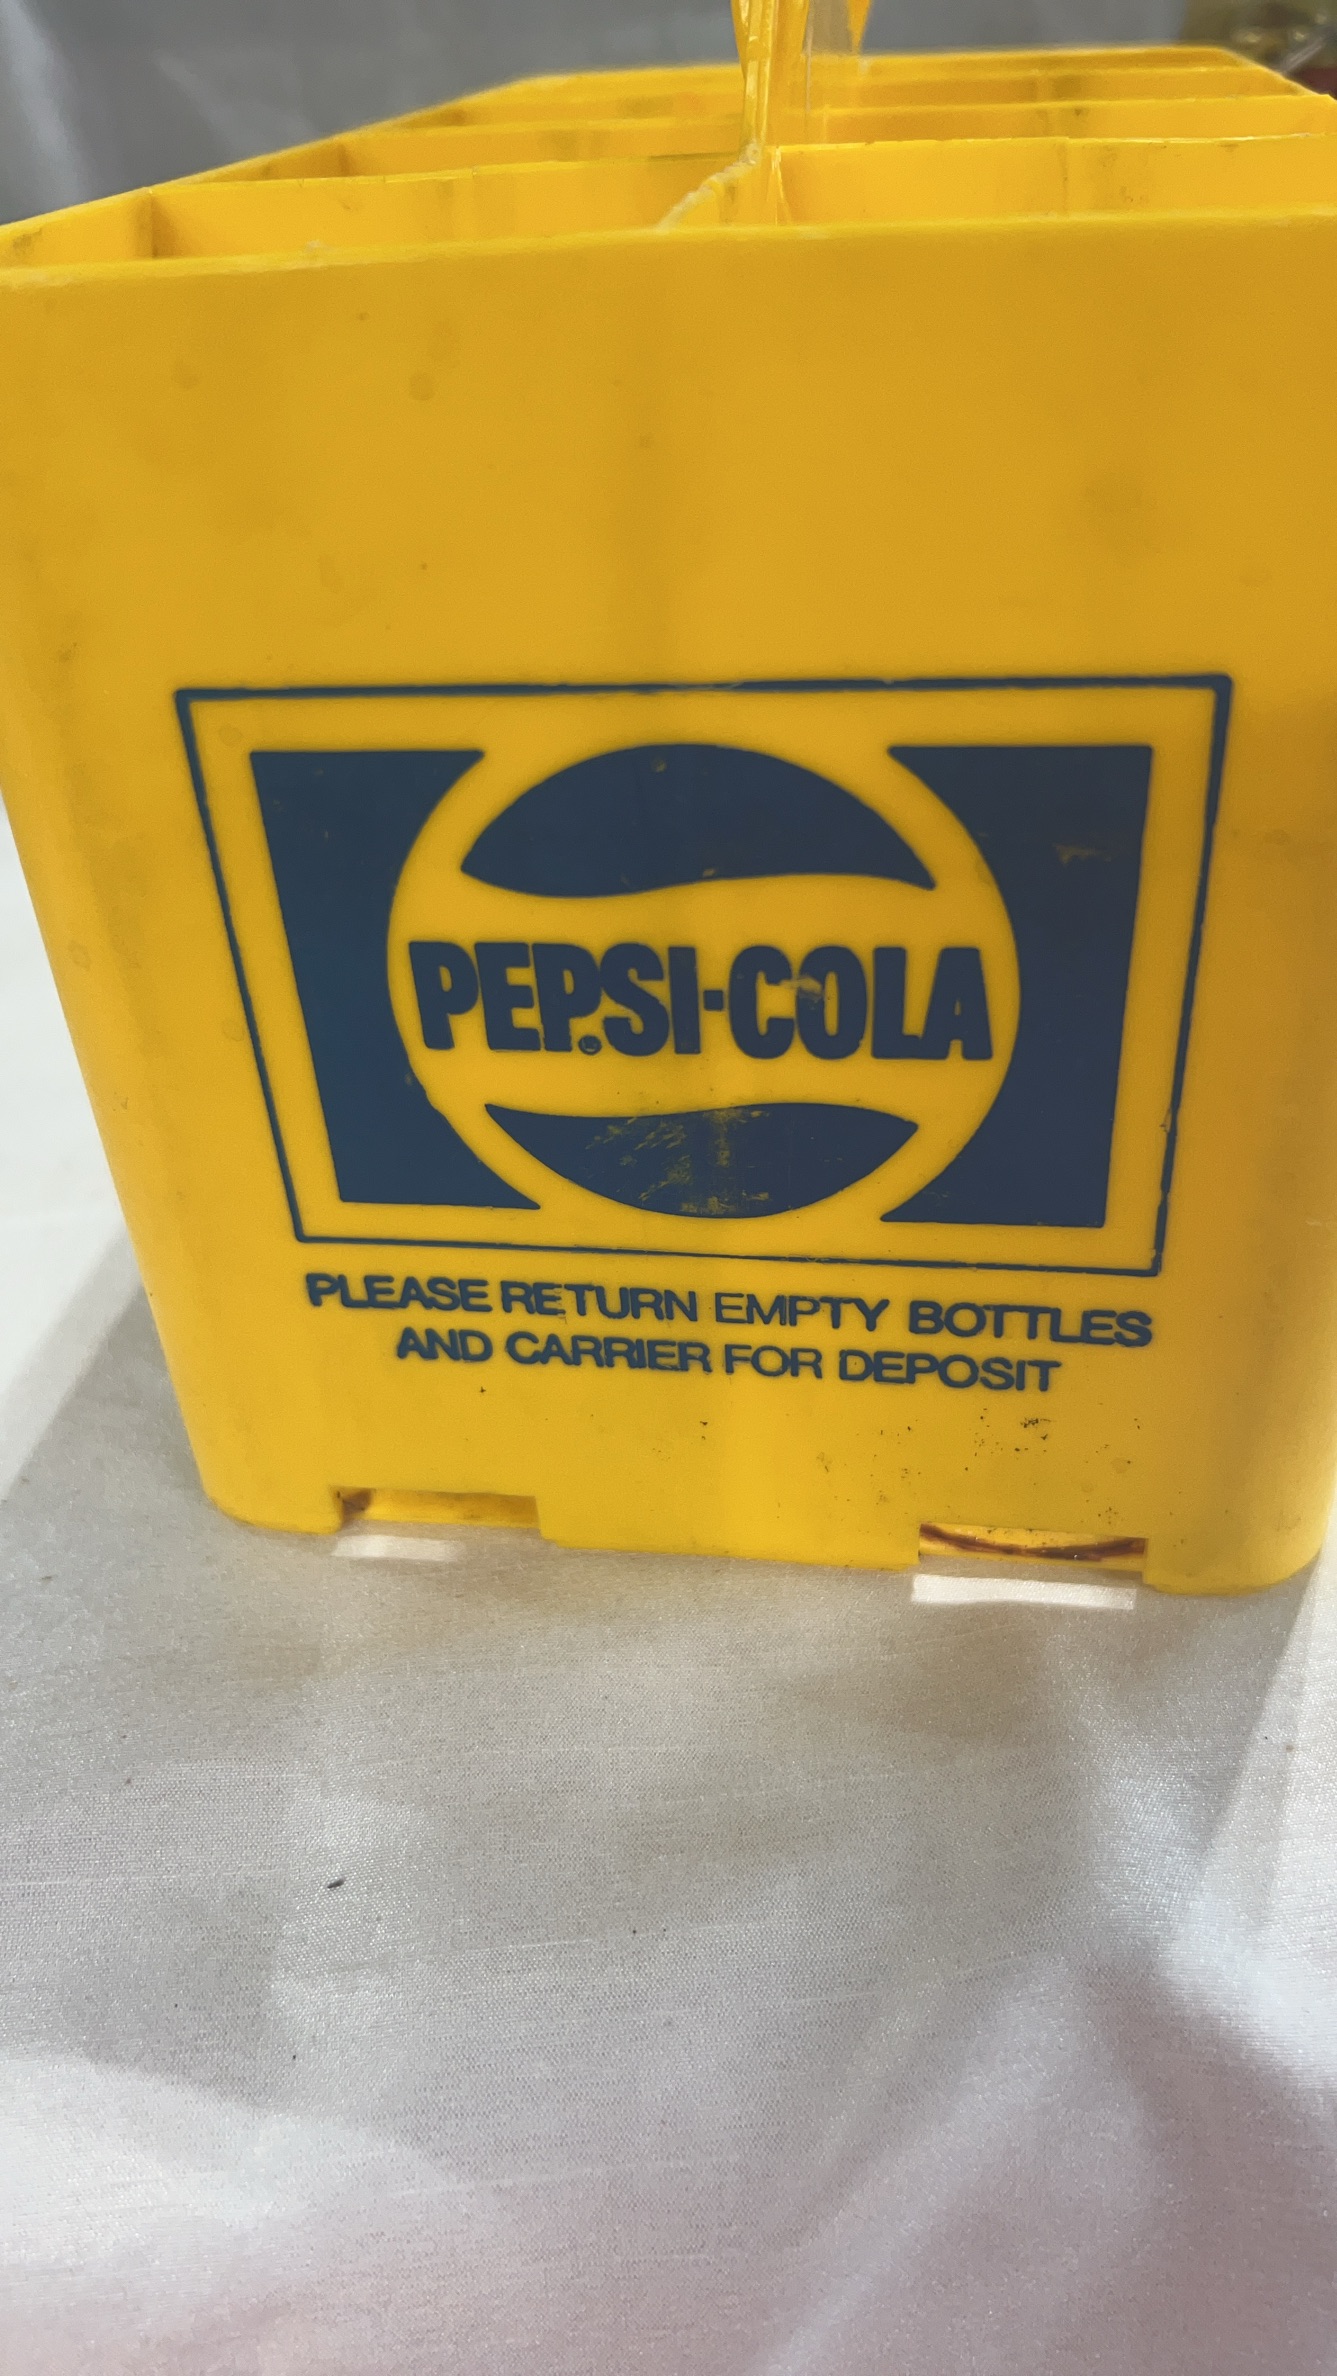 PEPSI-COLA
PLEASE RETURN EMPTY BOTTLES
AND CARRIER FOR DEPOSIT